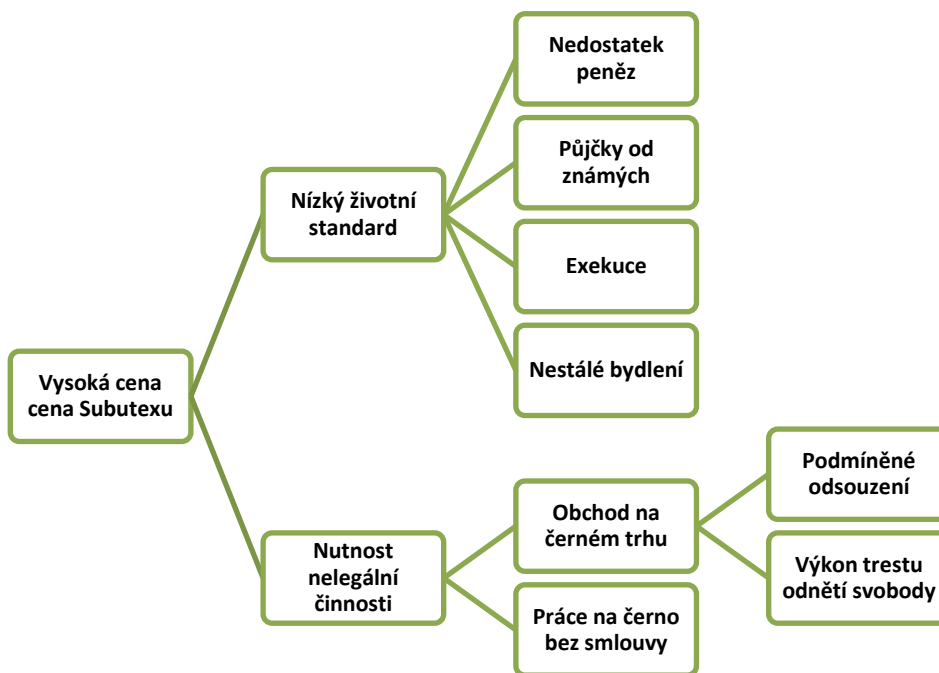 Nedostatek
peněz
Půjčky od
známých
Nízký životní
standard
Exekuce
Nestálé bydlení
Vysoká cena
cena Subutexu
Podmíněné
odsouzení
Obchod na
černém trhu
Nutnost
nelegální
činnosti
Výkon trestu
odnětí svobody
Práce na černo
bez smlouvy